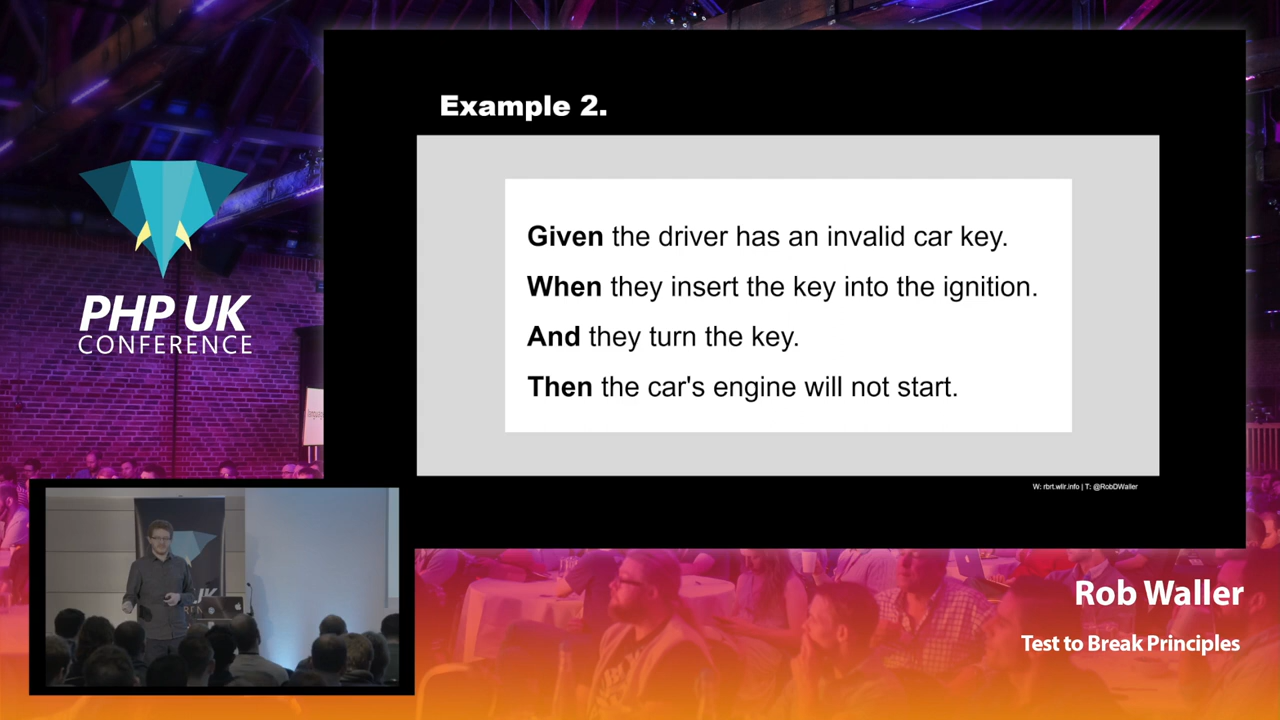 Example 2.
Given the driver has an invalid car key.
When they insert the key into the ignition.
And they turn the key.
Then the car's engine will not start.
W: rbrt.wllr.info | T: @RobDWaller
PHP UK
CONFERENCE
Rob Waller
Test to Break Principles